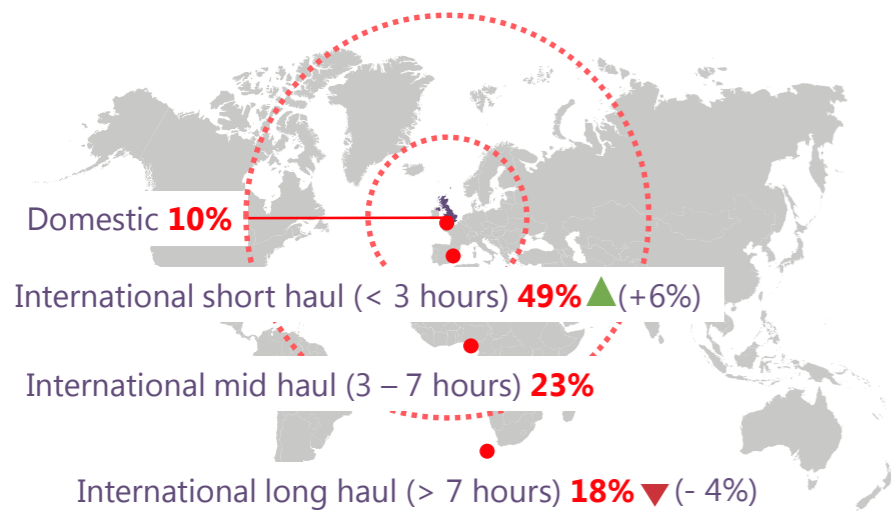 Domestic 10%
International short haul (< 3 hours) 49% (+6%)
International mid haul (3 – 7 hours) 23%
International long haul (> 7 hours) 18% (- 4%)